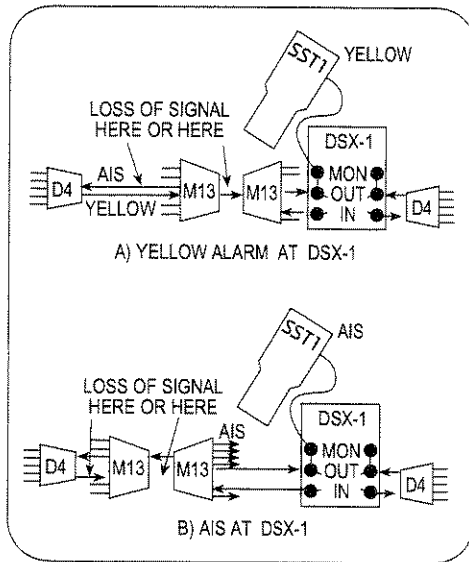 SST1
YELLOW
LOSS OF SIGNAL
HERE OR HERE
DSX-1
D4
AIS
YELLOW
M13
M13
MON
OUT
IN
D4
A) YELLOW ALARM AT DSX-1
SST1
AIS
LOSS OF SIGNAL
HERE OR HERE
AIS
DSX-1
D4
M13
M13
MON
OUT
IN
D4
B) AIS AT DSX-1